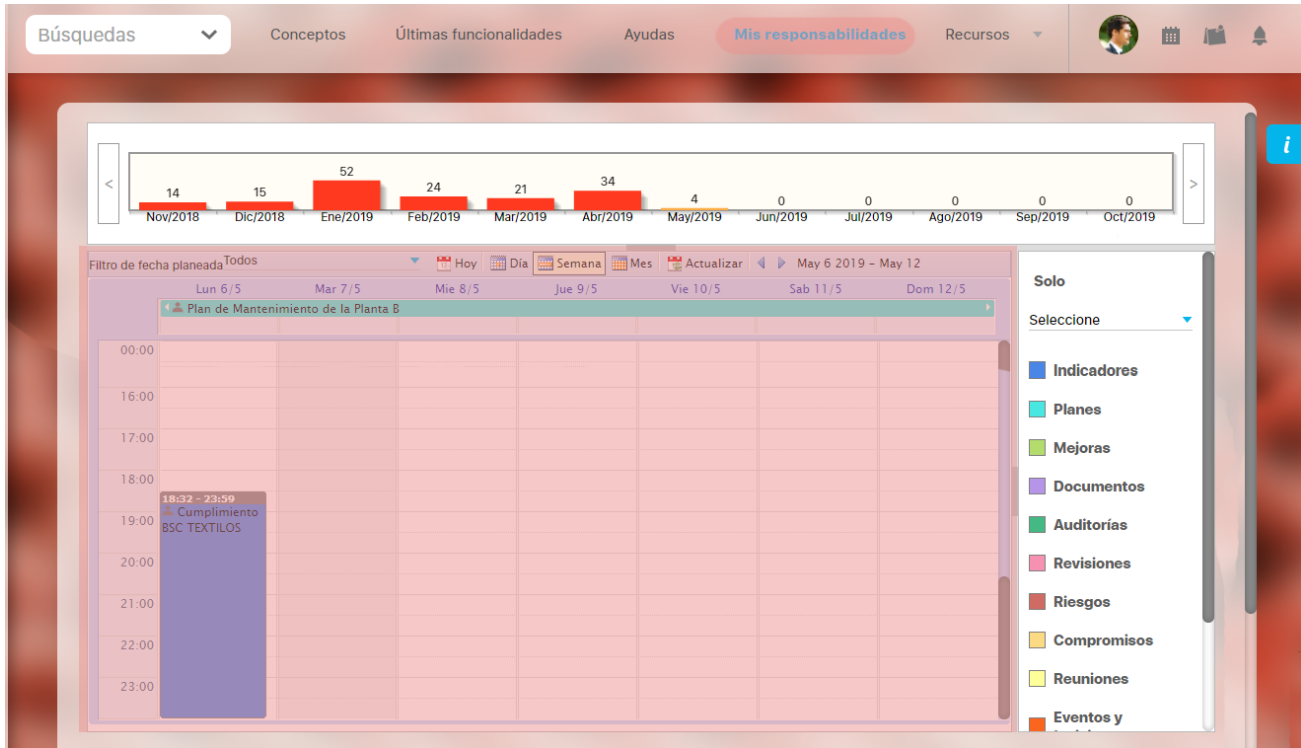 Búsquedas Conceptos Últimas funcionalidades Ayudas Mis responsabilidades Recursos
i
< 14 15 52 24 21 34 4 0 0 0 0 0 >
Nov/2018 Dic/2018 Ene/2019 Feb/2019 Mar/2019 Abr/2019 May/2019 Jun/2019 Jul/2019 Ago/2019 Sep/2019 Oct/2019
Filtro de fecha planeada Todos Hoy Día Semana Mes Actualizar May 6 2019 - May 12
Lun 6/5 Mar 7/5 Mie 8/5 Jue 9/5 Vie 10/5 Sab 11/5 Dom 12/5
Plan de Mantenimiento de la Planta B
00:00
16:00
17:00
18:00
18:32 - 23:59
Cumplimiento
19:00
BSC TEXTILOS
20:00
21:00
22:00
23:00
Solo
Seleccione
Indicadores
Planes
Mejoras
Documentos
Auditorías
Revisiones
Riesgos
Compromisos
Reuniones
Eventos y